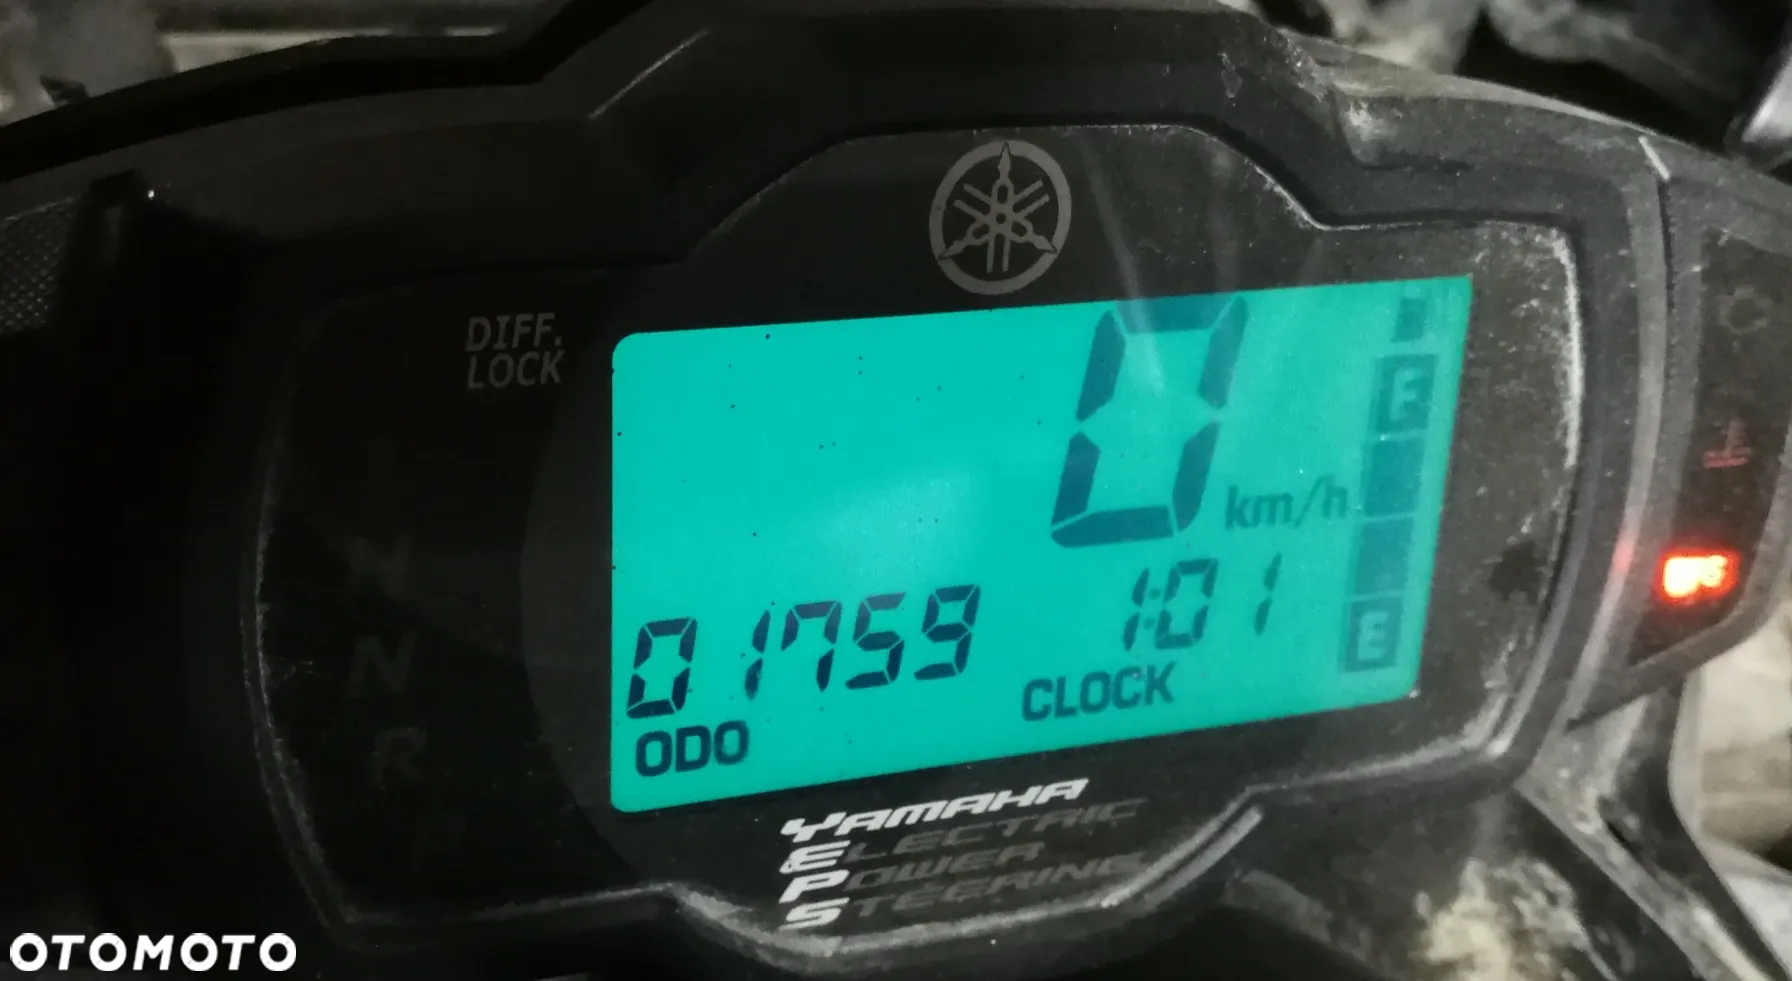 DIFF.
LOCK
0
km/h
F
01759
1:01
ODO
CLOCK
E
N
R
YAMAHA
ELECTRIC
POWER
STEERING
OTOMOTO